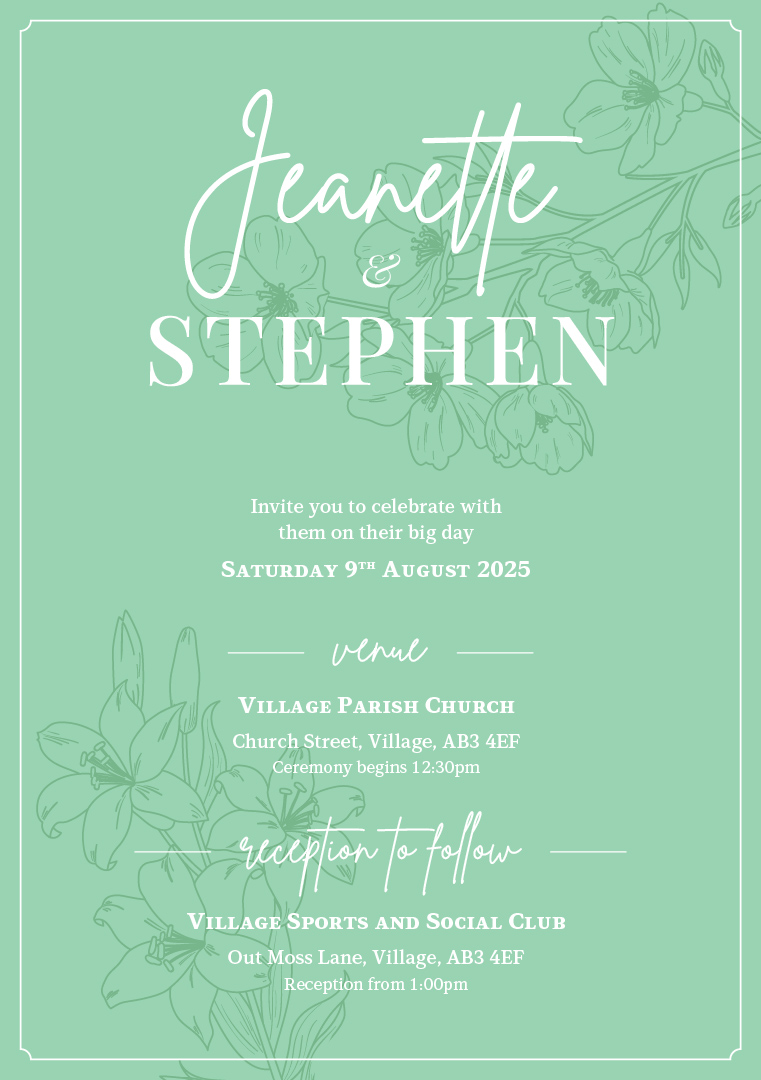 Jeanette
&
STEPHEN
Invite you to celebrate with
them on their big day
Saturday 9th August 2025
venue
Village Parish Church
Church Street, Village, AB3 4EF
Ceremony begins 12:30pm
reception to follow
Village Sports and Social Club
Out Moss Lane, Village, AB3 4EF
Reception from 1:00pm